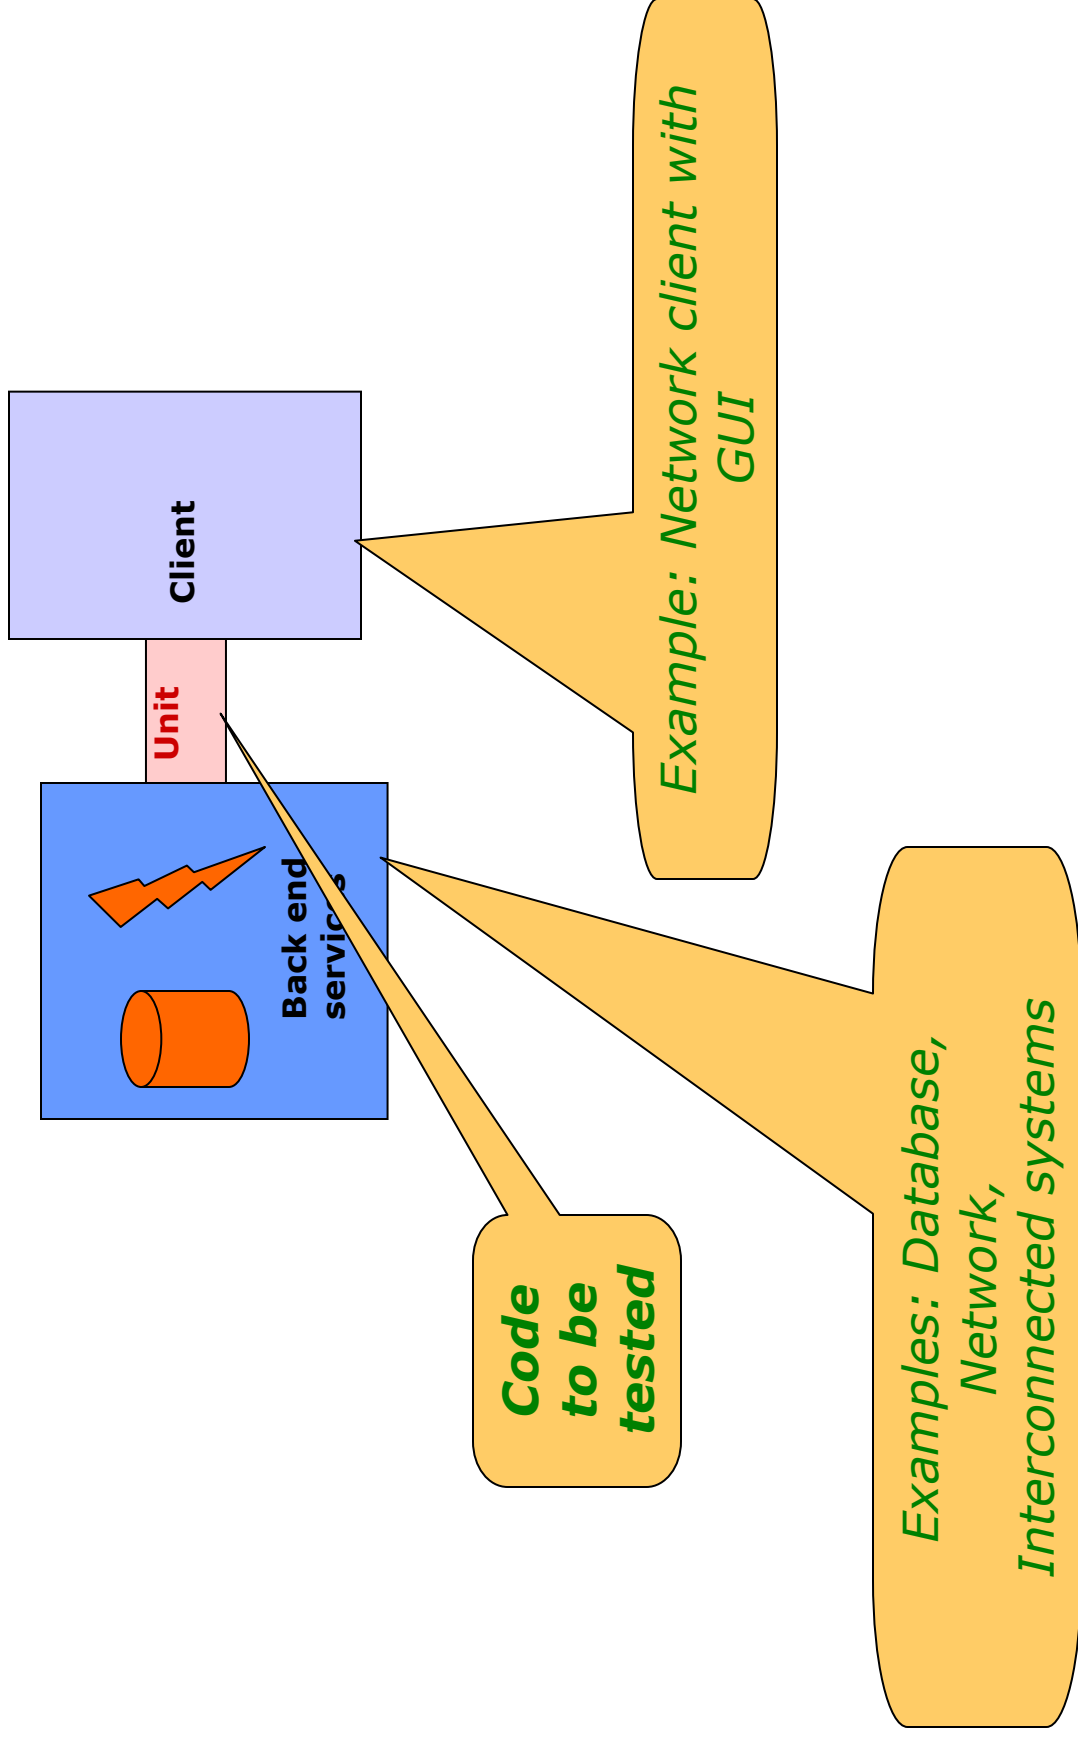 Back end
services
Unit
Client
Code
to be
tested
Example: Network client with
GUI
Examples: Database,
Network,
Interconnected systems